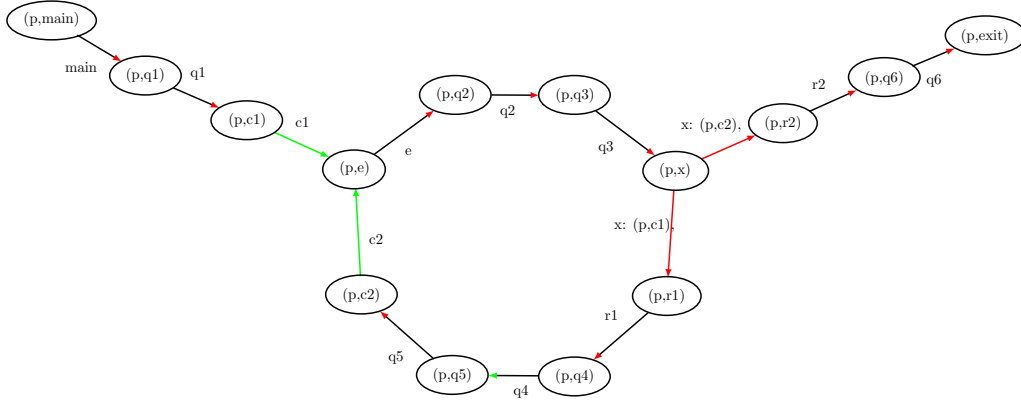 (p,main)
main
(p,q1)
q1
(p,c1)
c1
(p,e)
e
(p,q2)
q2
(p,q3)
q3
(p,x)
x: (p,c2),
(p,r2)
r2
(p,q6)
q6
(p,exit)
x: (p,c1),
(p,r1)
r1
(p,q4)
q4
(p,q5)
q5
(p,c2)
c2